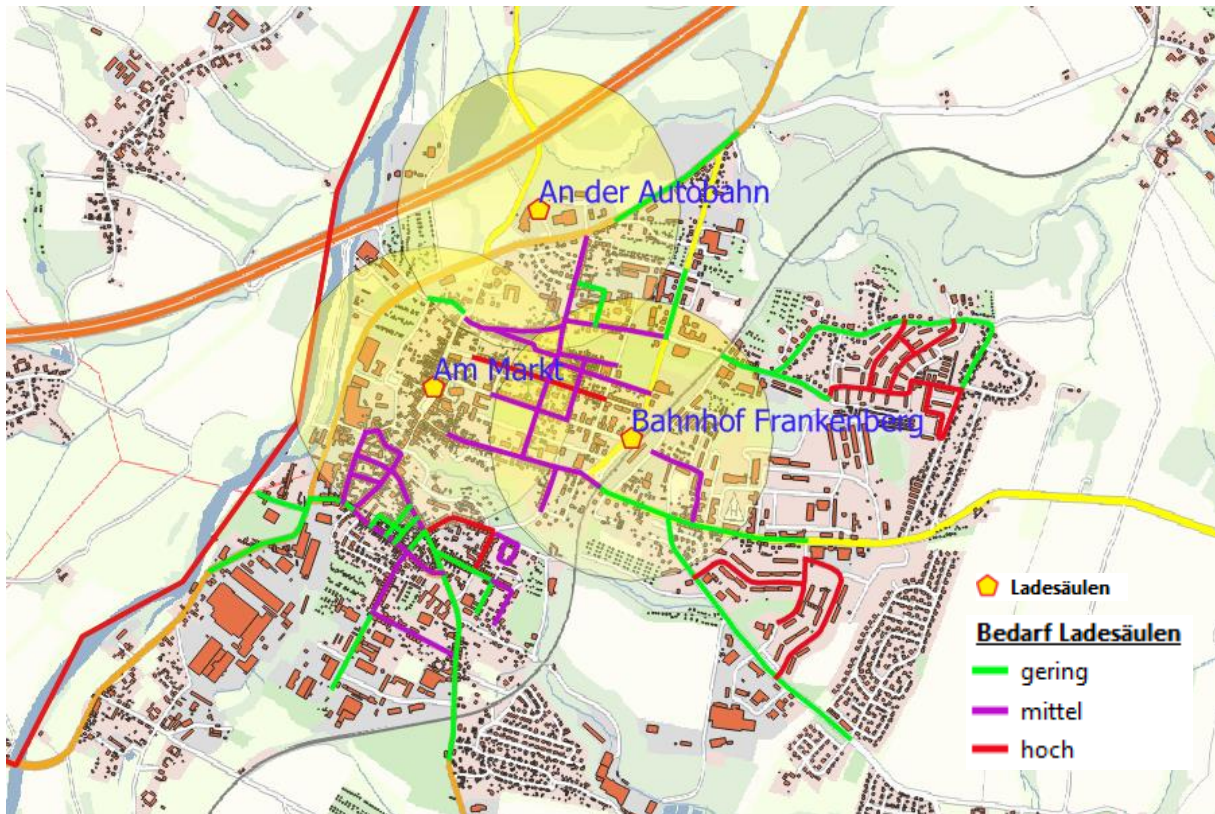 An der Autobahn
Am Markt
Bahnhof Frankenberg
Ladesäulen
Bedarf Ladesäulen
gering
mittel
hoch